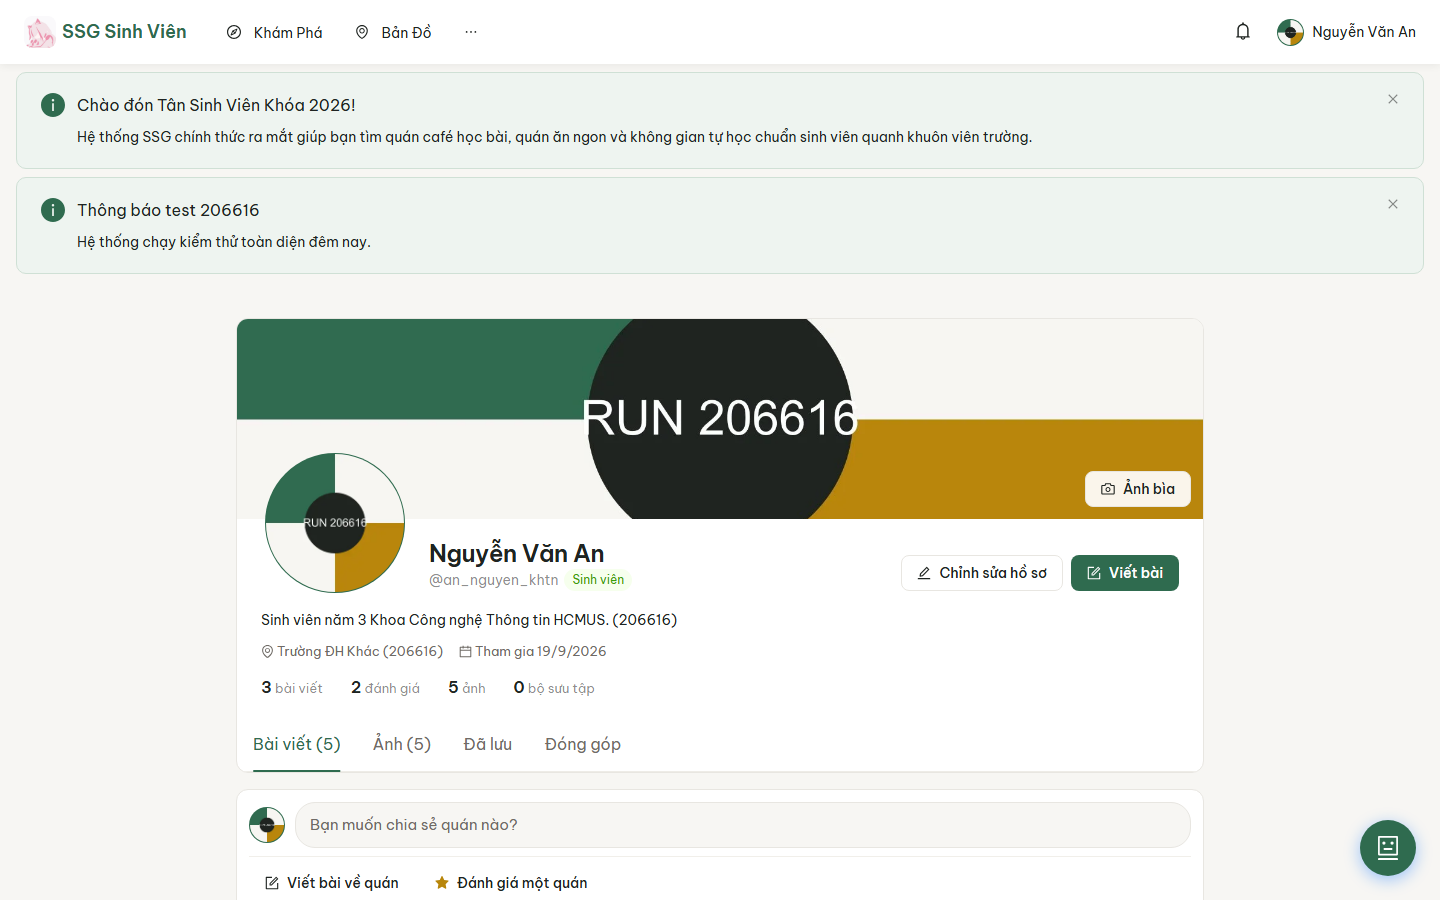 SSG Sinh Viên
Khám Phá
Bản Đồ
···
Nguyễn Văn An
Chào đón Tân Sinh Viên Khóa 2026!
Hệ thống SSG chính thức ra mắt giúp bạn tìm quán café học bài, quán ăn ngon và không gian tự học chuẩn sinh viên quanh khuôn viên trường.
Thông báo test 206616
Hệ thống chạy kiểm thử toàn diện đêm nay.
RUN 206616
Ảnh bìa
RUN 206616
Nguyễn Văn An
@an_nguyen_khtn Sinh viên
Chỉnh sửa hồ sơ
Viết bài
Sinh viên năm 3 Khoa Công nghệ Thông tin HCMUS. (206616)
Trường ĐH Khác (206616) Tham gia 19/9/2026
3 bài viết 2 đánh giá 5 ảnh 0 bộ sưu tập
Bài viết (5) Ảnh (5) Đã lưu Đóng góp
Bạn muốn chia sẻ quán nào?
Viết bài về quán Đánh giá một quán